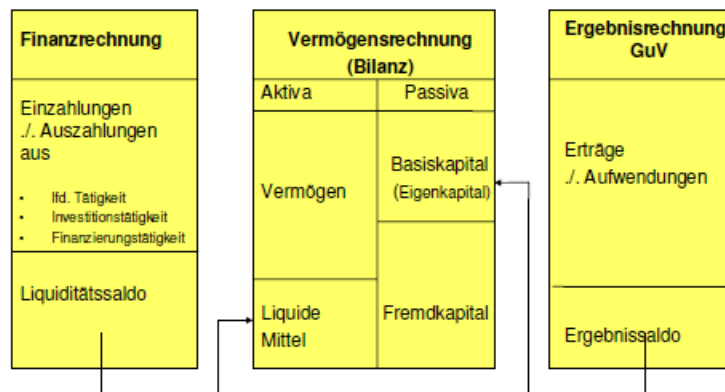 Finanzrechnung
Einzahlungen
./. Auszahlungen
aus
• lfd. Tätigkeit
• Investitionstätigkeit
• Finanzierungstätigkeit
Liquiditätssaldo
Vermögensrechnung
(Bilanz)
Aktiva
Passiva
Vermögen
Basiskapital
(Eigenkapital)
Liquide
Mittel
Fremdkapital
Ergebnisrechnung
GuV
Erträge
./. Aufwendungen
Ergebnissaldo